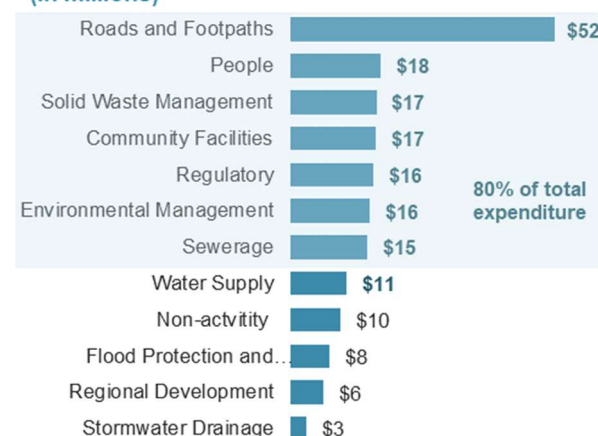 (in millions)
Roads and Footpaths $52
People $18
Solid Waste Management $17
Community Facilities $17
Regulatory $16
Environmental Management $16
80% of total
expenditure
Sewerage $15
Water Supply $11
Non-actvitity $10
Flood Protection and... $8
Regional Development $6
Stormwater Drainage $3